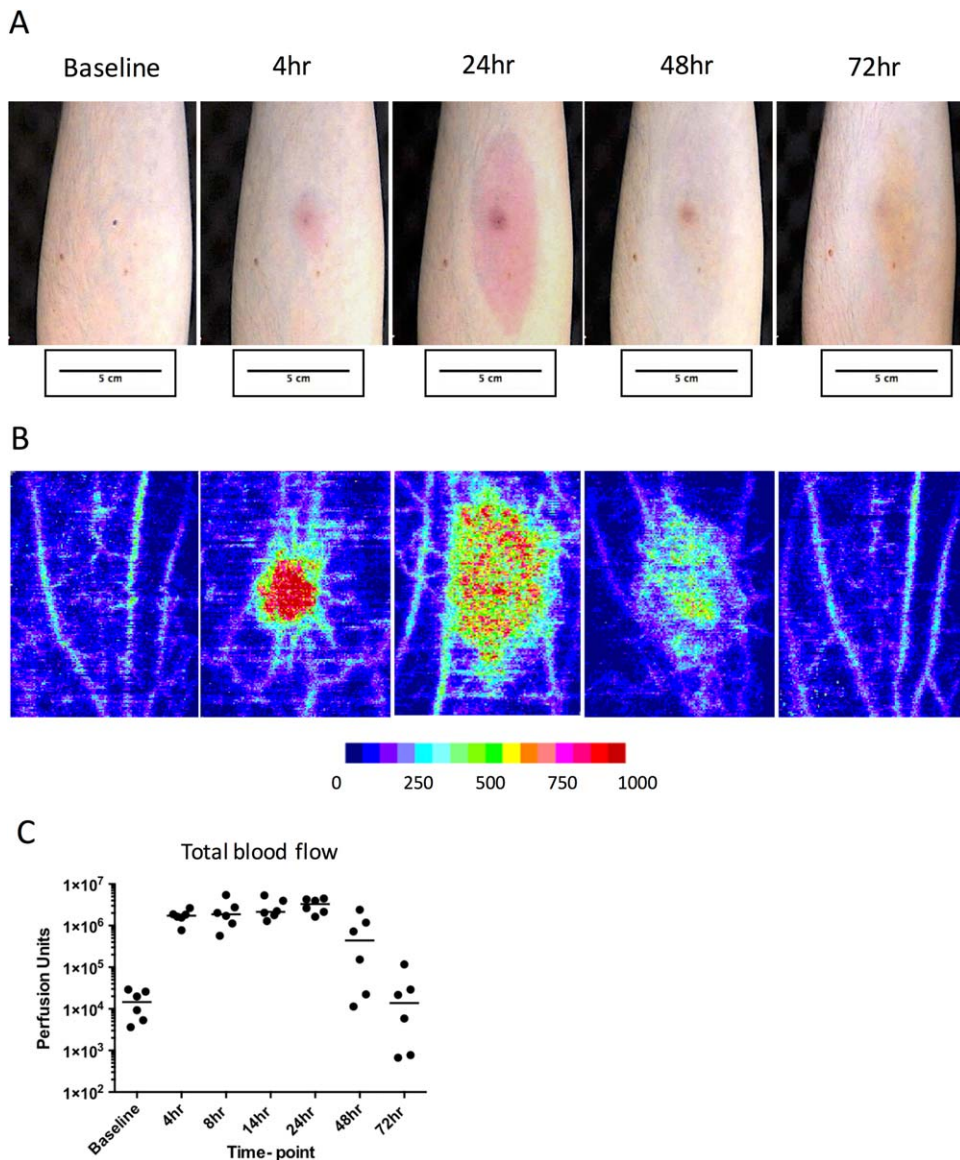 A
Baseline 4hr 24hr 48hr 72hr
5 cm 5 cm 5 cm 5 cm 5 cm
B
0 250 500 750 1000
C
Total blood flow
Perfusion Units
1×10⁷
1×10⁶
1×10⁵
1×10⁴
1×10³
1×10²
Baseline 4hr 8hr 14hr 24hr 48hr 72hr
Time- point